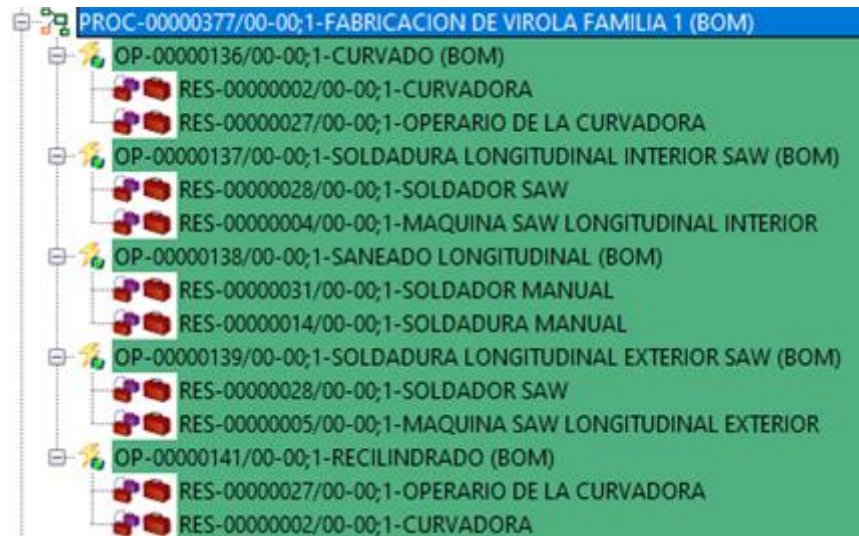 PROC-00000377/00-00;1-FABRICACION DE VIROLA FAMILIA 1 (BOM)
OP-00000136/00-00;1-CURVADO (BOM)
RES-00000002/00-00;1-CURVADORA
RES-00000027/00-00;1-OPERARIO DE LA CURVADORA
OP-00000137/00-00;1-SOLDADURA LONGITUDINAL INTERIOR SAW (BOM)
RES-00000028/00-00;1-SOLDADOR SAW
RES-00000004/00-00;1-MAQUINA SAW LONGITUDINAL INTERIOR
OP-00000138/00-00;1-SANEADO LONGITUDINAL (BOM)
RES-00000031/00-00;1-SOLDADOR MANUAL
RES-00000014/00-00;1-SOLDADURA MANUAL
OP-00000139/00-00;1-SOLDADURA LONGITUDINAL EXTERIOR SAW (BOM)
RES-00000028/00-00;1-SOLDADOR SAW
RES-00000005/00-00;1-MAQUINA SAW LONGITUDINAL EXTERIOR
OP-00000141/00-00;1-RECILINDRADO (BOM)
RES-00000027/00-00;1-OPERARIO DE LA CURVADORA
RES-00000002/00-00;1-CURVADORA